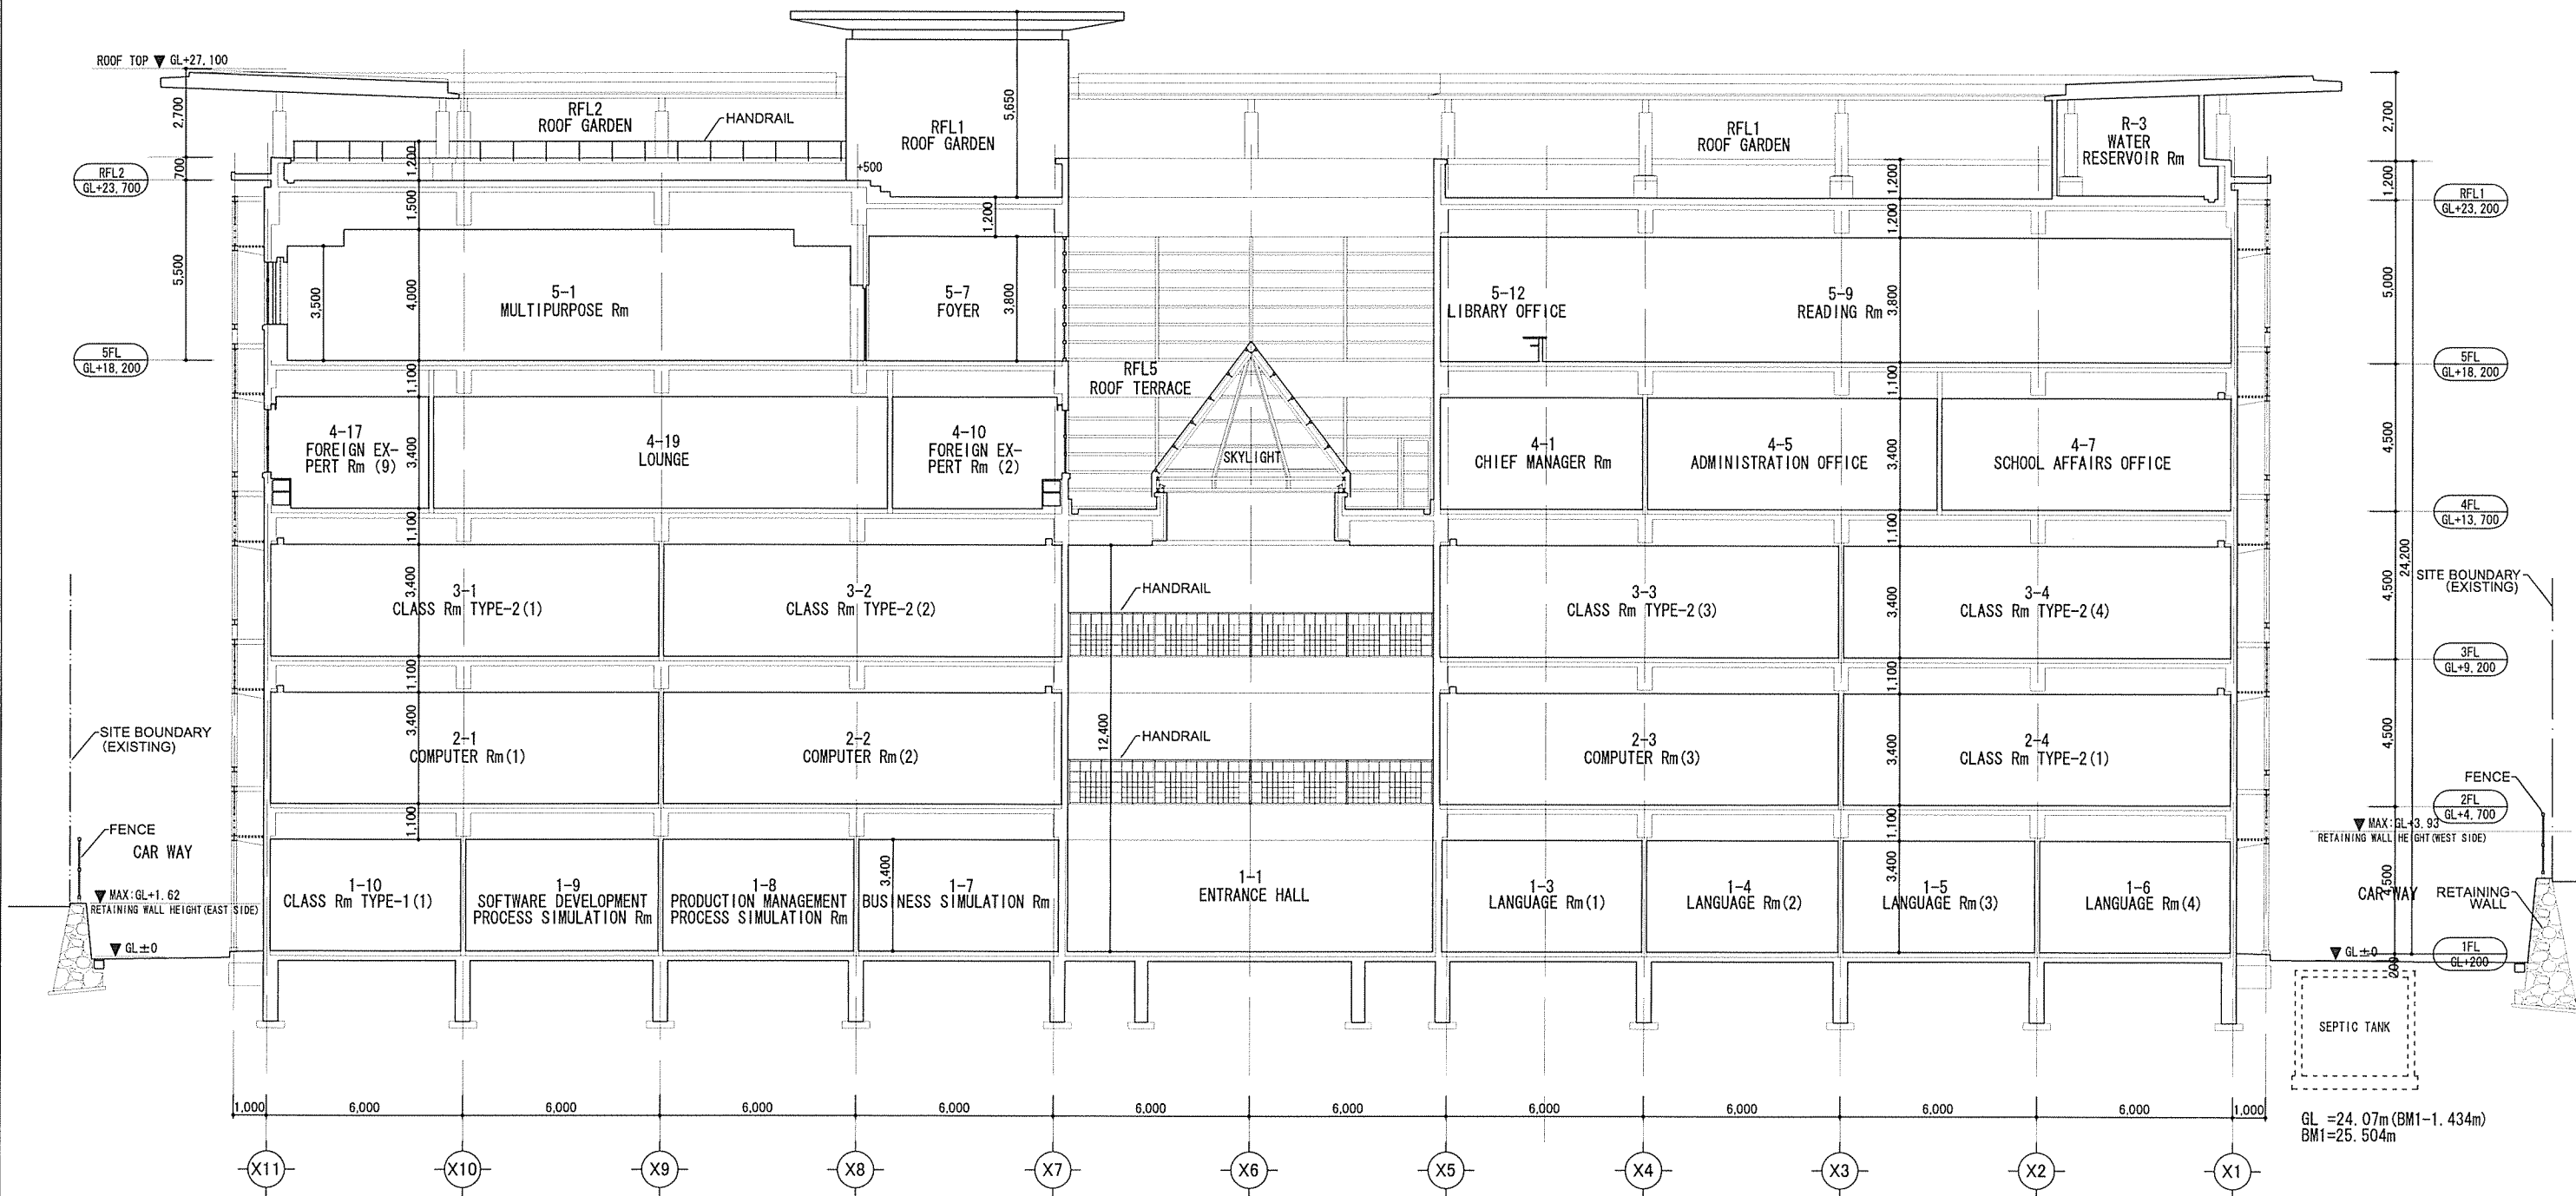 ROOF TOP ▼ GL+27,100
2,700
700
RFL2
GL+23,700
5,500
5FL
GL+18,200
RFL2
ROOF GARDEN
HANDRAIL
1,200
+500
RFL1
ROOF GARDEN
5,650
RFL1
ROOF GARDEN
1,200
R-3
WATER
RESERVOIR Rm
2,700
1,200
RFL1
GL+23,200
1,500
1,200
1,200
3,500
4,000
5-1
MULTIPURPOSE Rm
5-7
FOYER
3,800
5-12
LIBRARY OFFICE
5-9
READING Rm
3,800
5,000
5FL
GL+18,200
1,100
RFL5
ROOF TERRACE
1,100
4-17
FOREIGN EX-
PERT Rm (9)
3,400
4-19
LOUNGE
4-10
FOREIGN EX-
PERT Rm (2)
SKYLIGHT
4-1
CHIEF MANAGER Rm
4-5
ADMINISTRATION OFFICE
3,400
4-7
SCHOOL AFFAIRS OFFICE
4,500
4FL
GL+13,700
1,100
1,100
24,200
3,400
3-1
CLASS Rm TYPE-2(1)
3-2
CLASS Rm TYPE-2(2)
HANDRAIL
3-3
CLASS Rm TYPE-2(3)
3,400
3-4
CLASS Rm TYPE-2(4)
4,500
SITE BOUNDARY
(EXISTING)
3FL
GL+9,200
1,100
1,100
SITE BOUNDARY
(EXISTING)
3,400
2-1
COMPUTER Rm(1)
2-2
COMPUTER Rm(2)
12,400
HANDRAIL
2-3
COMPUTER Rm(3)
3,400
2-4
CLASS Rm TYPE-2(1)
4,500
FENCE
2FL
GL+4,700
1,100
1,100
▼ MAX:GL+3.93
RETAINING WALL HEIGHT(WEST SIDE)
FENCE
CAR WAY
▼ MAX:GL+1.62
RETAINING WALL HEIGHT(EAST SIDE)
▼ GL±0
1-10
CLASS Rm TYPE-1(1)
1-9
SOFTWARE DEVELOPMENT
PROCESS SIMULATION Rm
1-8
PRODUCTION MANAGEMENT
PROCESS SIMULATION Rm
3,400
1-7
BUSINESS SIMULATION Rm
1-1
ENTRANCE HALL
1-3
LANGUAGE Rm(1)
1-4
LANGUAGE Rm(2)
3,400
1-5
LANGUAGE Rm(3)
1-6
LANGUAGE Rm(4)
4,500
CAR WAY
RETAINING
WALL
▼ GL±0
1FL
GL+200
200
SEPTIC TANK
1,000 6,000 6,000 6,000 6,000 6,000 6,000 6,000 6,000 6,000 6,000 1,000
GL =24.07m(BM1-1.434m)
BM1=25.504m
X11 X10 X9 X8 X7 X6 X5 X4 X3 X2 X1